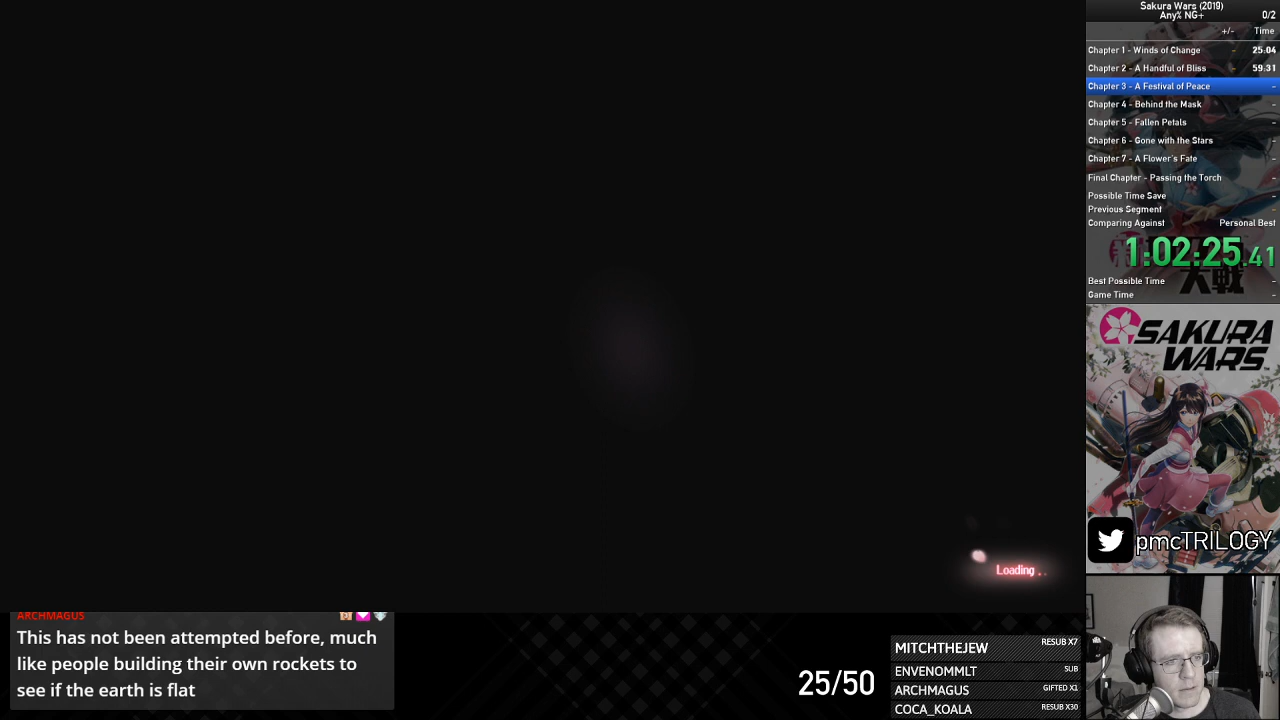 Sakura Wars (2019)
Any% NG+ 0/2
+/- Time
Chapter 1 - Winds of Change - 25:04
Chapter 2 - A Handful of Bliss - 59:31
Chapter 3 - A Festival of Peace -
Chapter 4 - Behind the Mask -
Chapter 5 - Fallen Petals -
Chapter 6 - Gone with the Stars -
Chapter 7 - A Flower's Fate -
Final Chapter - Passing the Torch -
Possible Time Save -
Previous Segment -
Comparing Against Personal Best
1:02:25.41
Best Possible Time -
Game Time -
SAKURA
WARS
pmcTRILOGY
Loading . .
ARCHMAGUS
This has not been attempted before, much
like people building their own rockets to
see if the earth is flat
25/50
MITCHTHEJEW RESUB X7
ENVENOMMLT SUB
ARCHMAGUS GIFTED X1
COCA_KOALA RESUB X30